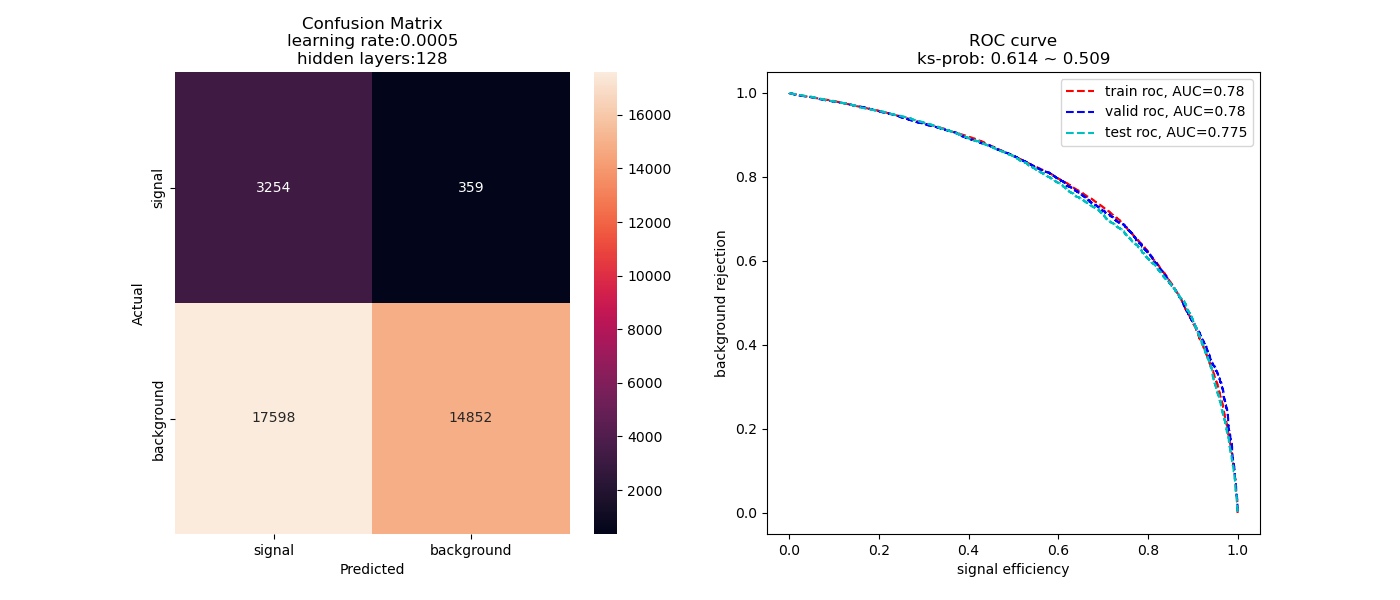 Confusion Matrix
learning rate:0.0005
hidden layers:128
signal
background
Actual
3254
359
17598
14852
signal
background
Predicted
16000
14000
12000
10000
8000
6000
4000
2000
ROC curve
ks-prob: 0.614 ~ 0.509
train roc, AUC=0.78
valid roc, AUC=0.78
test roc, AUC=0.775
background rejection
1.0
0.8
0.6
0.4
0.2
0.0
0.0
0.2
0.4
0.6
0.8
1.0
signal efficiency